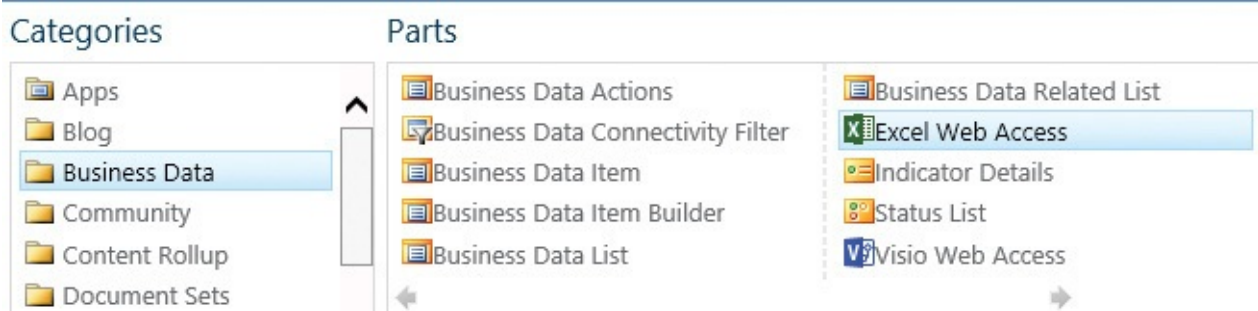 Categories
Apps
Blog
Business Data
Community
Content Rollup
Document Sets
Parts
Business Data Actions
Business Data Connectivity Filter
Business Data Item
Business Data Item Builder
Business Data List
Business Data Related List
Excel Web Access
Indicator Details
Status List
Visio Web Access